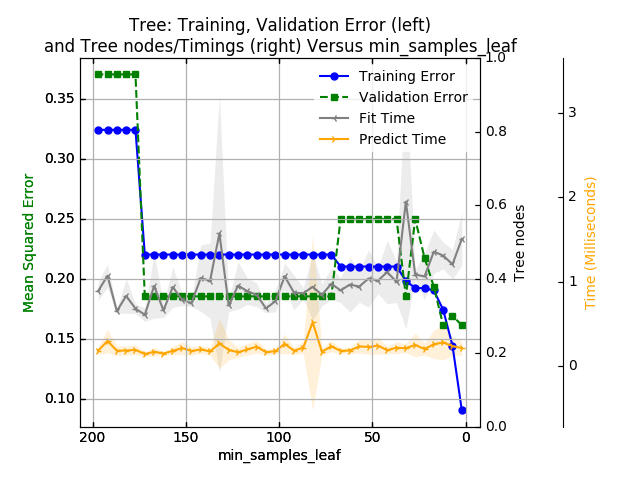 Tree: Training, Validation Error (left)
and Tree nodes/Timings (right) Versus min_samples_leaf
Training Error
Validation Error
Fit Time
Predict Time
Mean Squared Error
0.35
0.30
0.25
0.20
0.15
0.10
200
150
100
50
0
min_samples_leaf
1.0
0.8
0.6
0.4
0.2
0.0
Tree nodes
3
2
1
0
Time (Milliseconds)